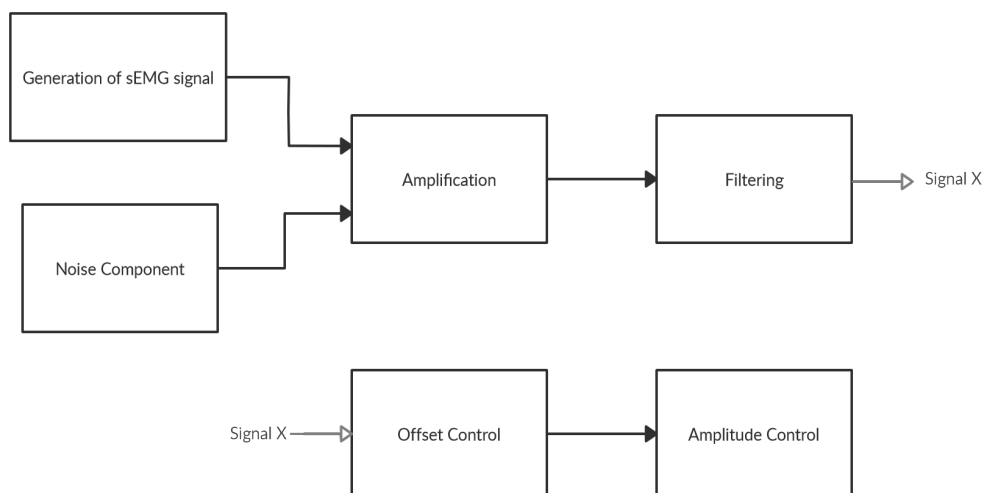 Generation of sEMG signal
Amplification
Filtering
Signal X
Noise Component
Signal X
Offset Control
Amplitude Control